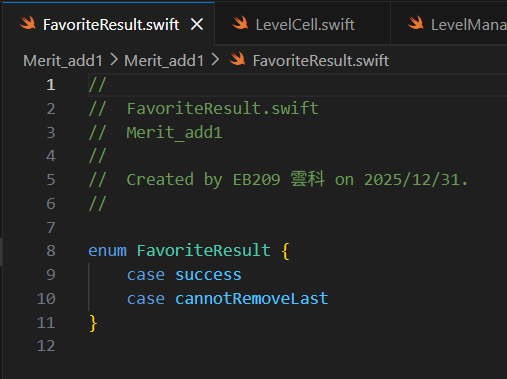 FavoriteResult.swift LevelCell.swift LevelMana
Merit_add1 > Merit_add1 > FavoriteResult.swift
1 //
2 //  FavoriteResult.swift
3 //  Merit_add1
4 //
5 //  Created by EB209 雲科 on 2025/12/31.
6 //
7
8 enum FavoriteResult {
9     case success
10     case cannotRemoveLast
11 }
12